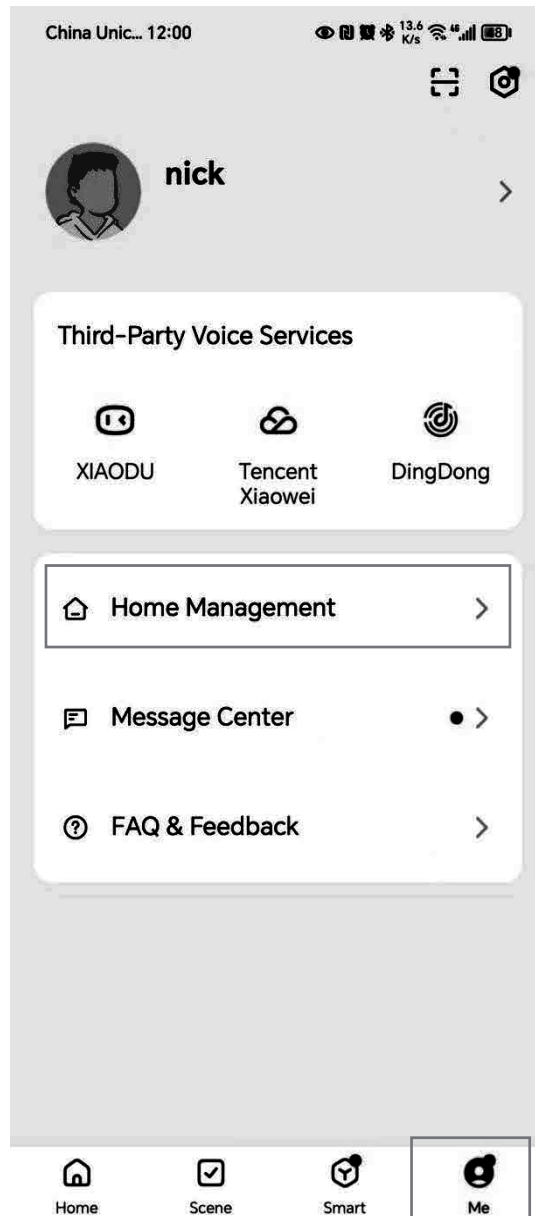 China Unic... 12:00 13.6 K/s 48
nick
Third-Party Voice Services
XIAODU Tencent Xiaowei DingDong
Home Management
Message Center
FAQ & Feedback
Home Scene Smart Me